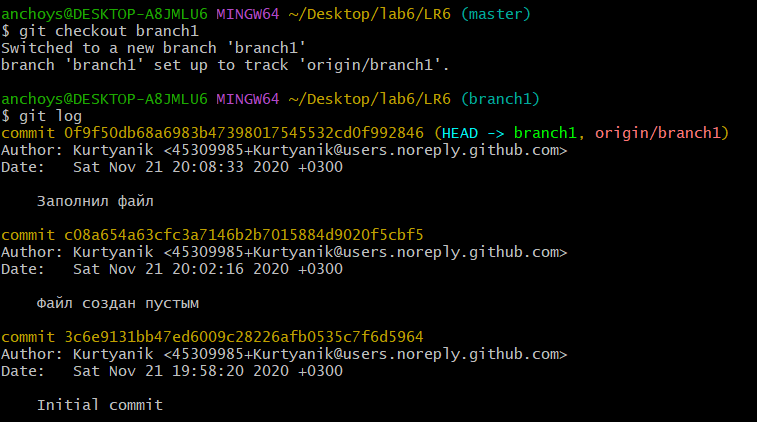 anchoys@DESKTOP-A8JMLU6 MINGW64 ~/Desktop/lab6/LR6 (master)
$ git checkout branch1
Switched to a new branch 'branch1'
branch 'branch1' set up to track 'origin/branch1'.
anchoys@DESKTOP-A8JMLU6 MINGW64 ~/Desktop/lab6/LR6 (branch1)
$ git log
commit 0f9f50db68a6983b47398017545532cd0f992846 (HEAD -> branch1, origin/branch1)
Author: Kurtyanik <45309985+Kurtyanik@users.noreply.github.com>
Date:   Sat Nov 21 20:08:33 2020 +0300
    Заполнил файл
commit c08a654a63cfc3a7146b2b7015884d9020f5cbf5
Author: Kurtyanik <45309985+Kurtyanik@users.noreply.github.com>
Date:   Sat Nov 21 20:02:16 2020 +0300
    Файл создан пустым
commit 3c6e9131bb47ed6009c28226afb0535c7f6d5964
Author: Kurtyanik <45309985+Kurtyanik@users.noreply.github.com>
Date:   Sat Nov 21 19:58:20 2020 +0300
    Initial commit